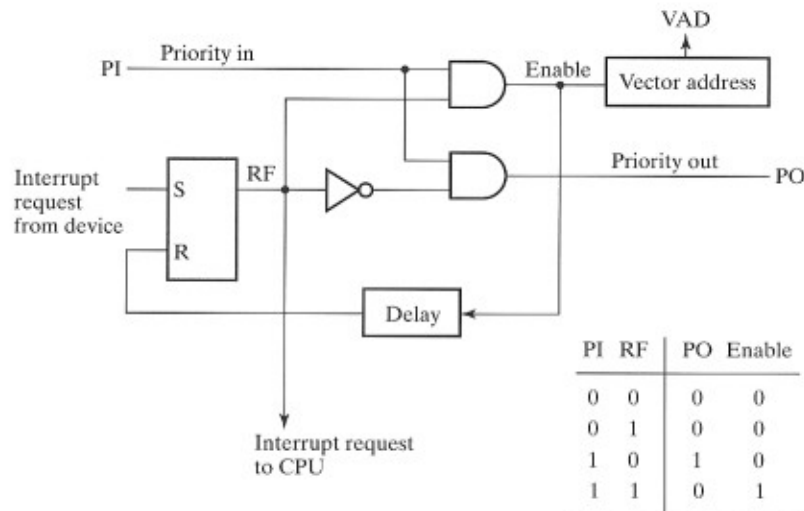 VAD
Priority in
PI
Enable
Vector address
Interrupt
request
from device
S
RF
Priority out
PO
R
Delay
PI RF PO Enable
0 0 0 0
0 1 0 0
1 0 1 0
1 1 0 1
Interrupt request
to CPU